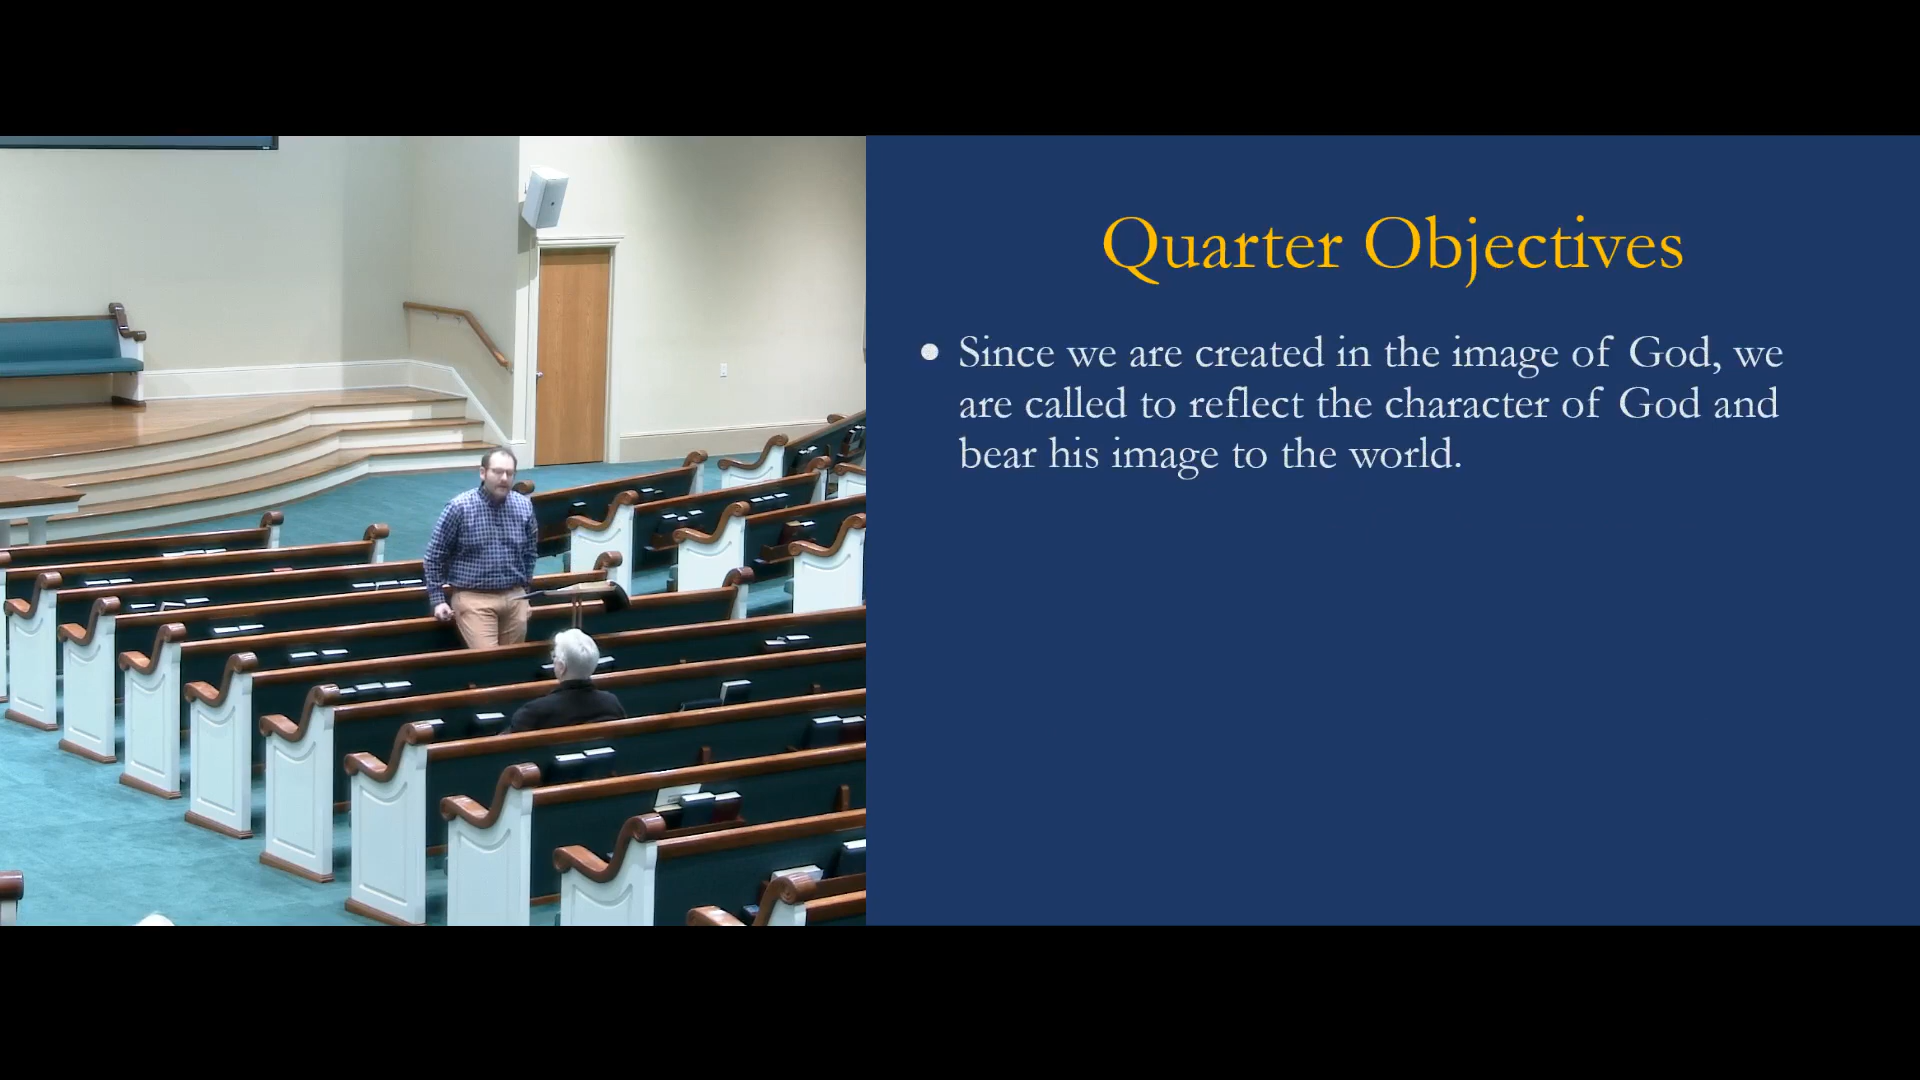 Quarter Objectives
• Since we are created in the image of God, we
are called to reflect the character of God and
bear his image to the world.